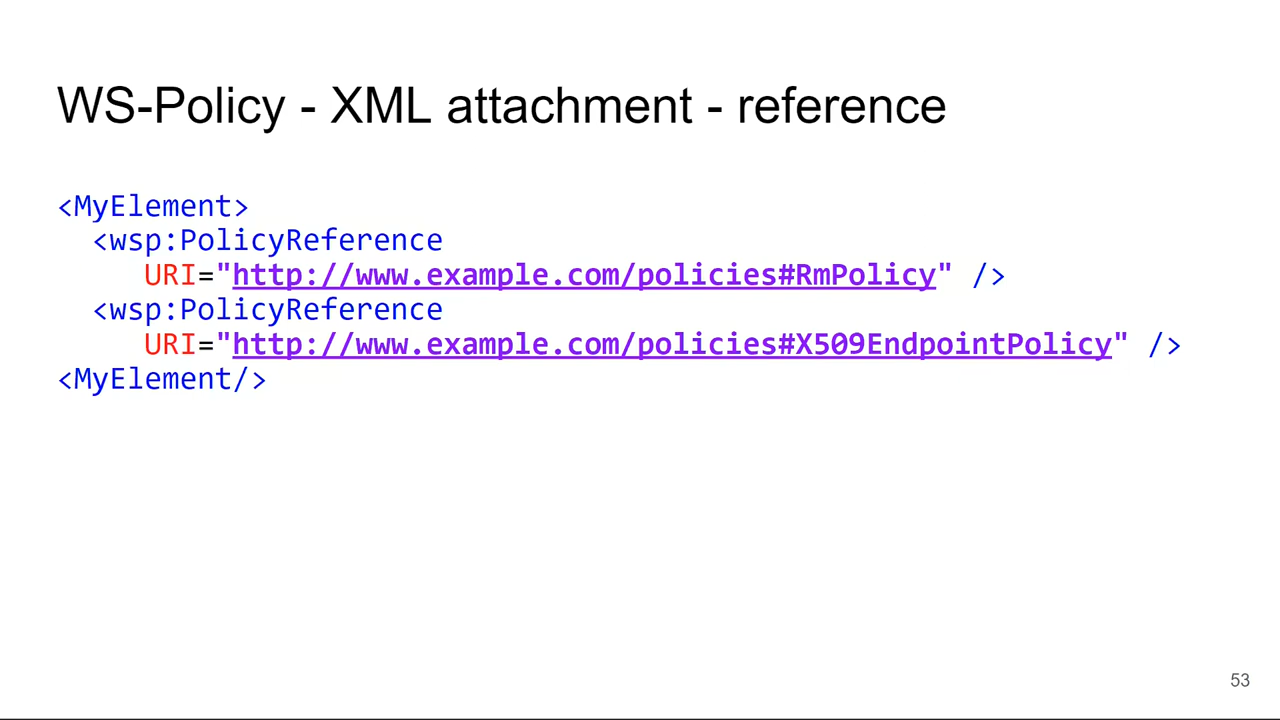 WS-Policy - XML attachment - reference
<MyElement>
<wsp:PolicyReference
URI="http://www.example.com/policies#RmPolicy" />
<wsp:PolicyReference
URI="http://www.example.com/policies#X509EndpointPolicy" />
<MyElement/>
53